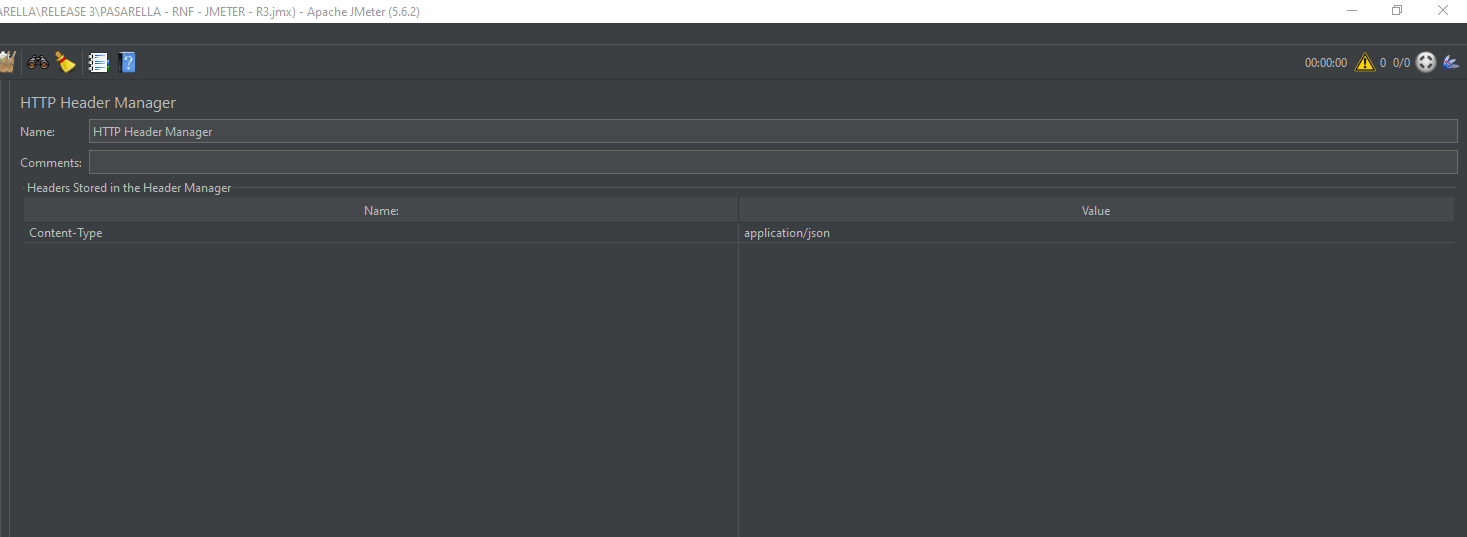 ARELLA\RELEASE 3\PASARELLA - RNF - JMETER - R3.jmx) - Apache JMeter (5.6.2)
00:00:00 0 0/0
HTTP Header Manager
Name: HTTP Header Manager
Comments:
Headers Stored in the Header Manager
Name: Value
Content-Type application/json